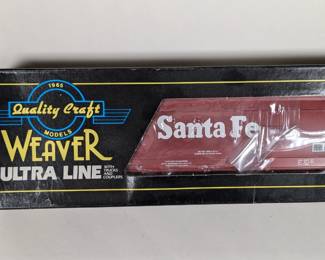 1965
Quality Craft
MODELS
WEAVER
ULTRA LINE
WITH
TRUCKS
AND
COUPLERS
Santa Fe